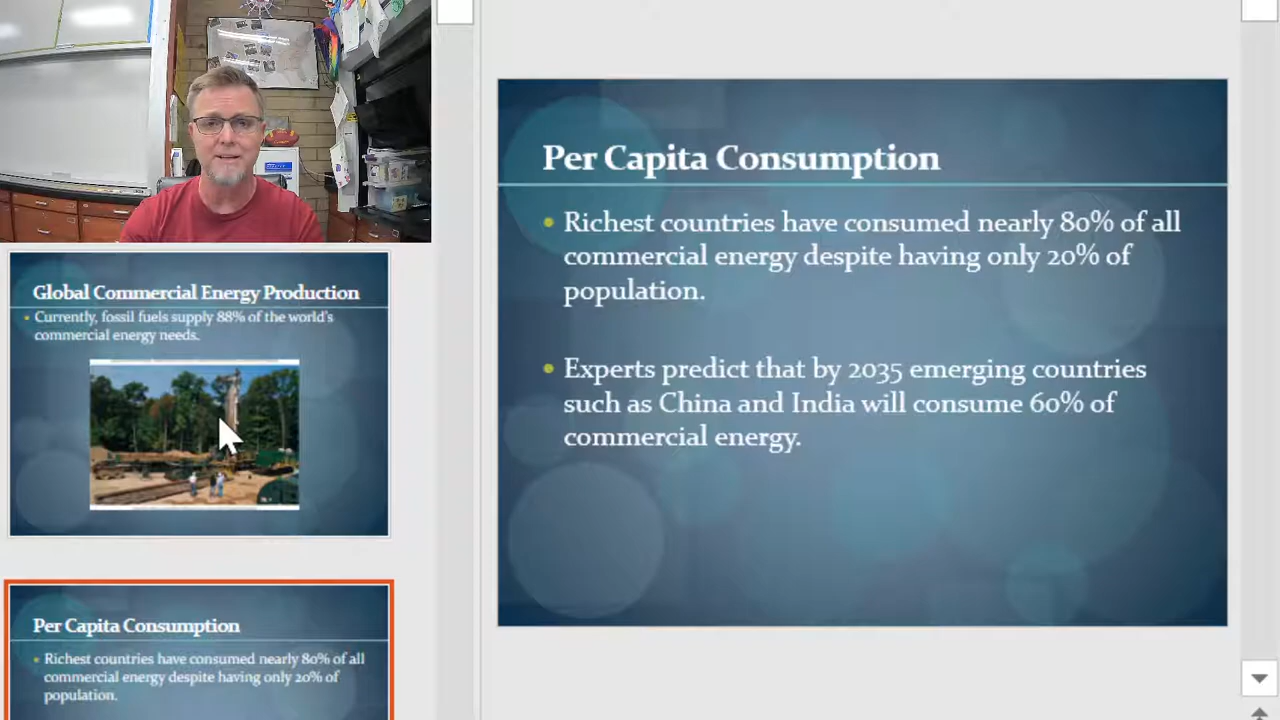 Per Capita Consumption
• Richest countries have consumed nearly 80% of all
commercial energy despite having only 20% of
population.
• Experts predict that by 2035 emerging countries
such as China and India will consume 60% of
commercial energy.
Global Commercial Energy Production
• Currently, fossil fuels supply 88% of the world's
commercial energy needs.
Per Capita Consumption
• Richest countries have consumed nearly 80% of all
commercial energy despite having only 20% of
population.